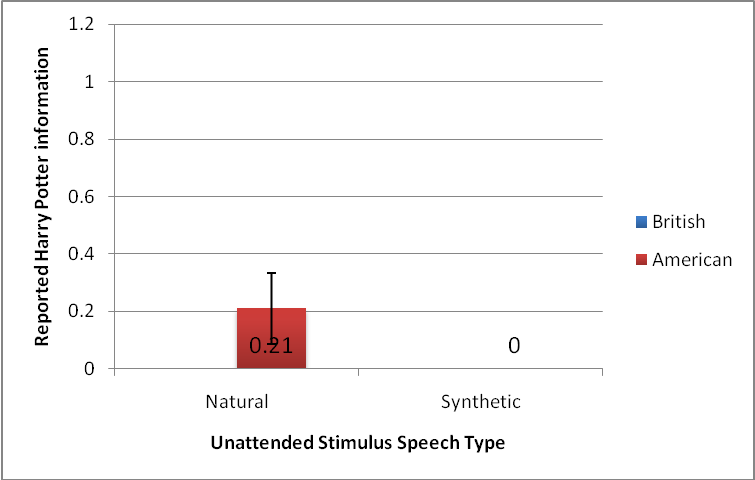 1.2
1
0.8
0.6
0.4
0.2
0
Reported Harry Potter information
0.21
0
Natural
Synthetic
Unattended Stimulus Speech Type
British
American